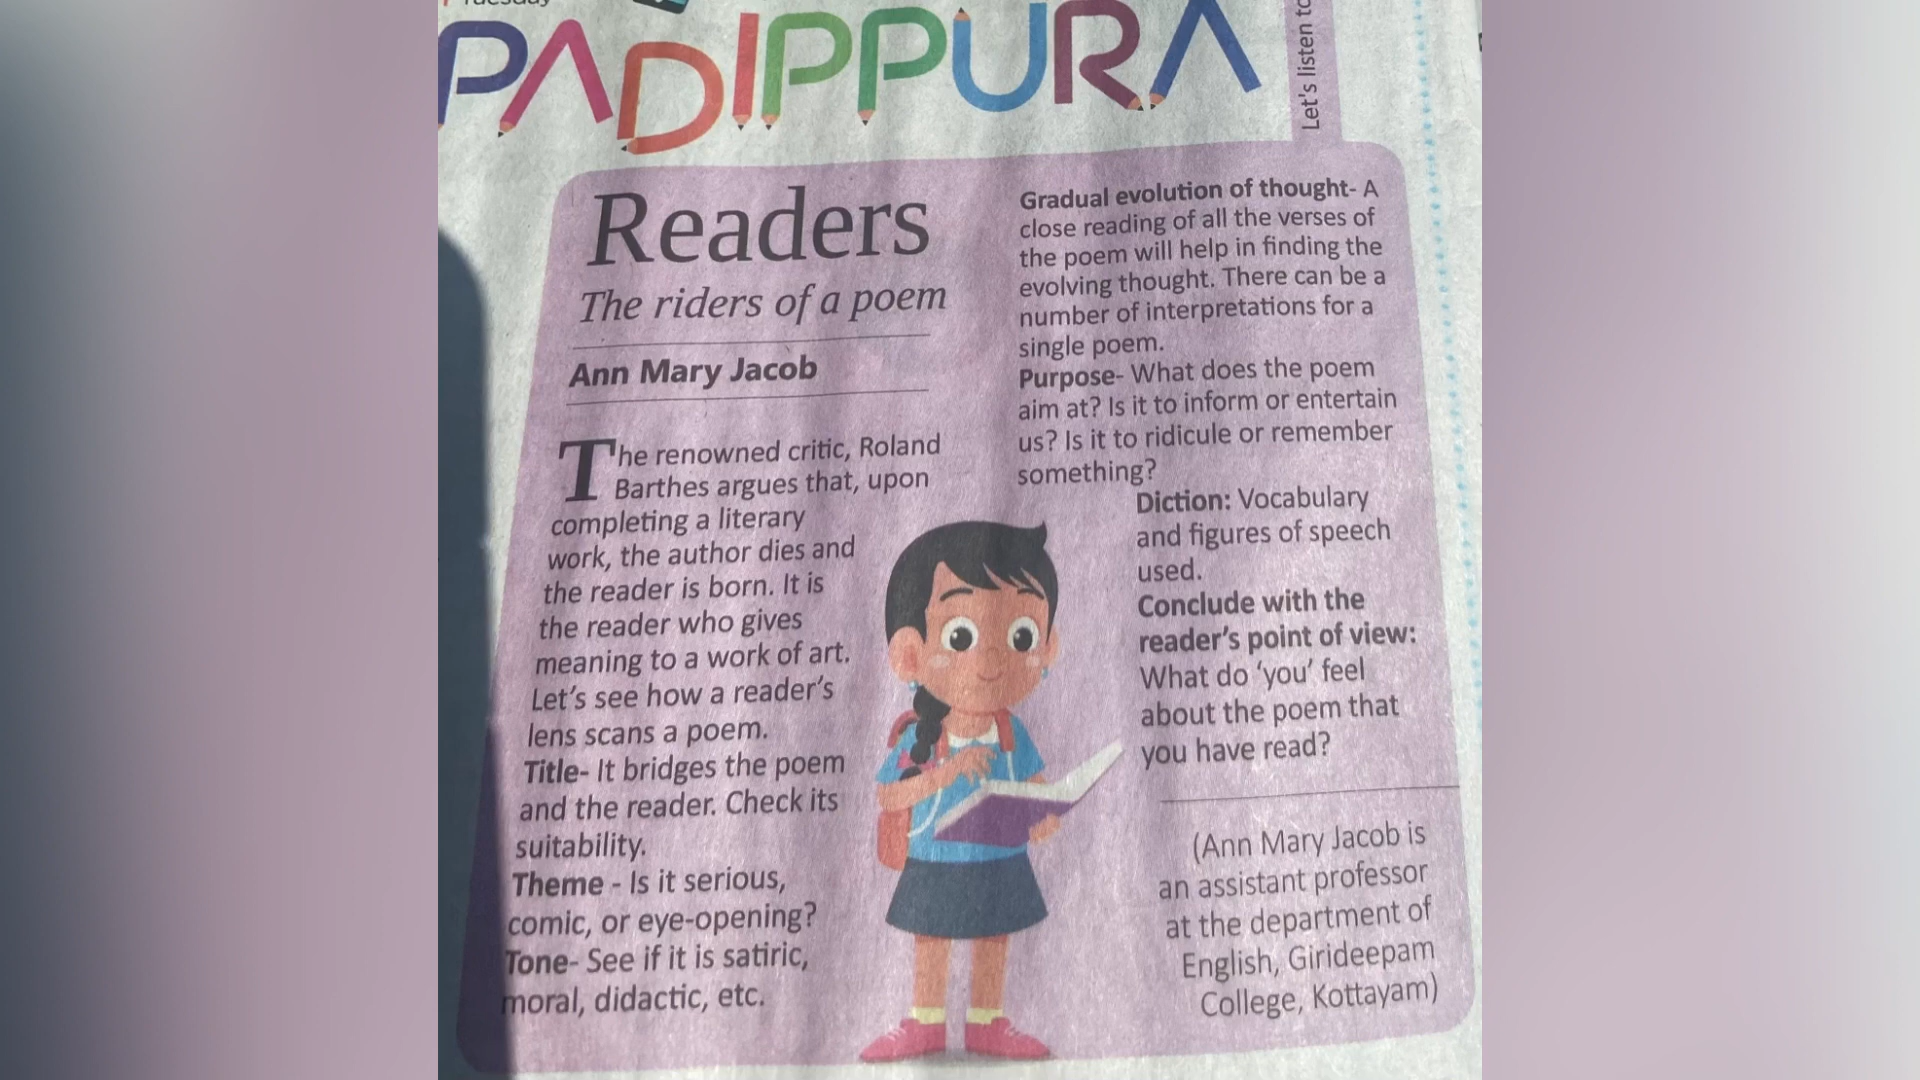 Tuesday
PADIPPURA
Let's listen to
Readers
The riders of a poem
Ann Mary Jacob
The renowned critic, Roland
Barthes argues that, upon
completing a literary
work, the author dies and
the reader is born. It is
the reader who gives
meaning to a work of art.
Let's see how a reader's
lens scans a poem.
Title- It bridges the poem
and the reader. Check its
suitability.
Theme - Is it serious,
comic, or eye-opening?
Tone- See if it is satiric,
moral, didactic, etc.
Gradual evolution of thought- A
close reading of all the verses of
the poem will help in finding the
evolving thought. There can be a
number of interpretations for a
single poem.
Purpose- What does the poem
aim at? Is it to inform or entertain
us? Is it to ridicule or remember
something?
Diction: Vocabulary
and figures of speech
used.
Conclude with the
reader's point of view:
What do 'you' feel
about the poem that
you have read?
(Ann Mary Jacob is
an assistant professor
at the department of
English, Girideepam
College, Kottayam)